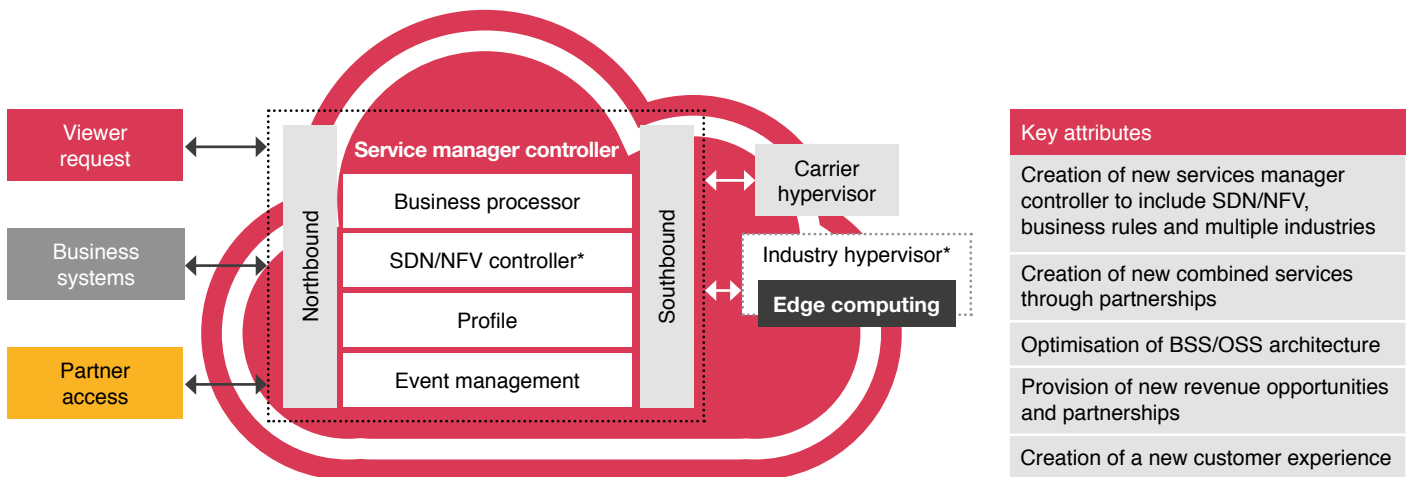 Viewer
request
Business
systems
Partner
access
Northbound
Service manager controller
Business processor
SDN/NFV controller*
Profile
Event management
Southbound
Carrier
hypervisor
Industry hypervisor*
Edge computing
Key attributes
Creation of new services manager
controller to include SDN/NFV,
business rules and multiple industries
Creation of new combined services
through partnerships
Optimisation of BSS/OSS architecture
Provision of new revenue opportunities
and partnerships
Creation of a new customer experience